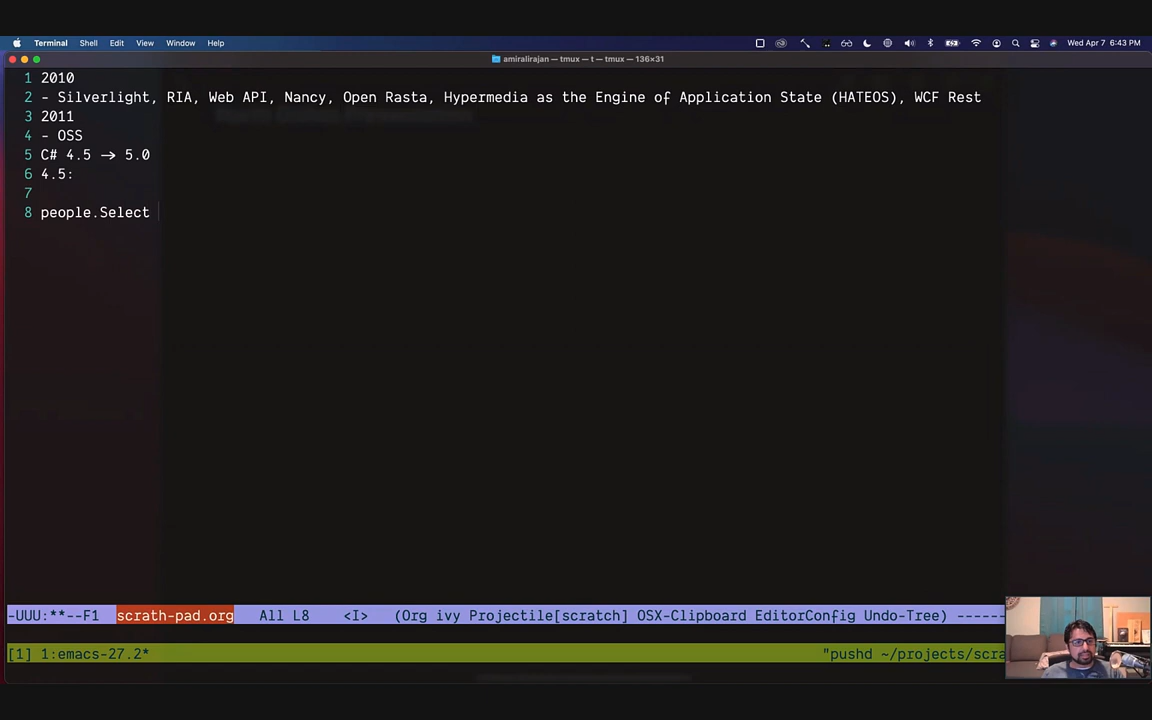 Terminal Shell Edit View Window Help Wed Apr 7 6:43 PM
amiralirajan — tmux — t — tmux — 136×31
1 2010
2 - Silverlight, RIA, Web API, Nancy, Open Rasta, Hypermedia as the Engine of Application State (HATEOS), WCF Rest
3 2011
4 - OSS
5 C# 4.5 -> 5.0
6 4.5:
7
8 people.Select
-UUU:**--F1 scrath-pad.org All L8 <I> (Org ivy Projectile[scratch] OSX-Clipboard EditorConfig Undo-Tree) ------
[1] 1:emacs-27.2* "pushd ~/projects/scra